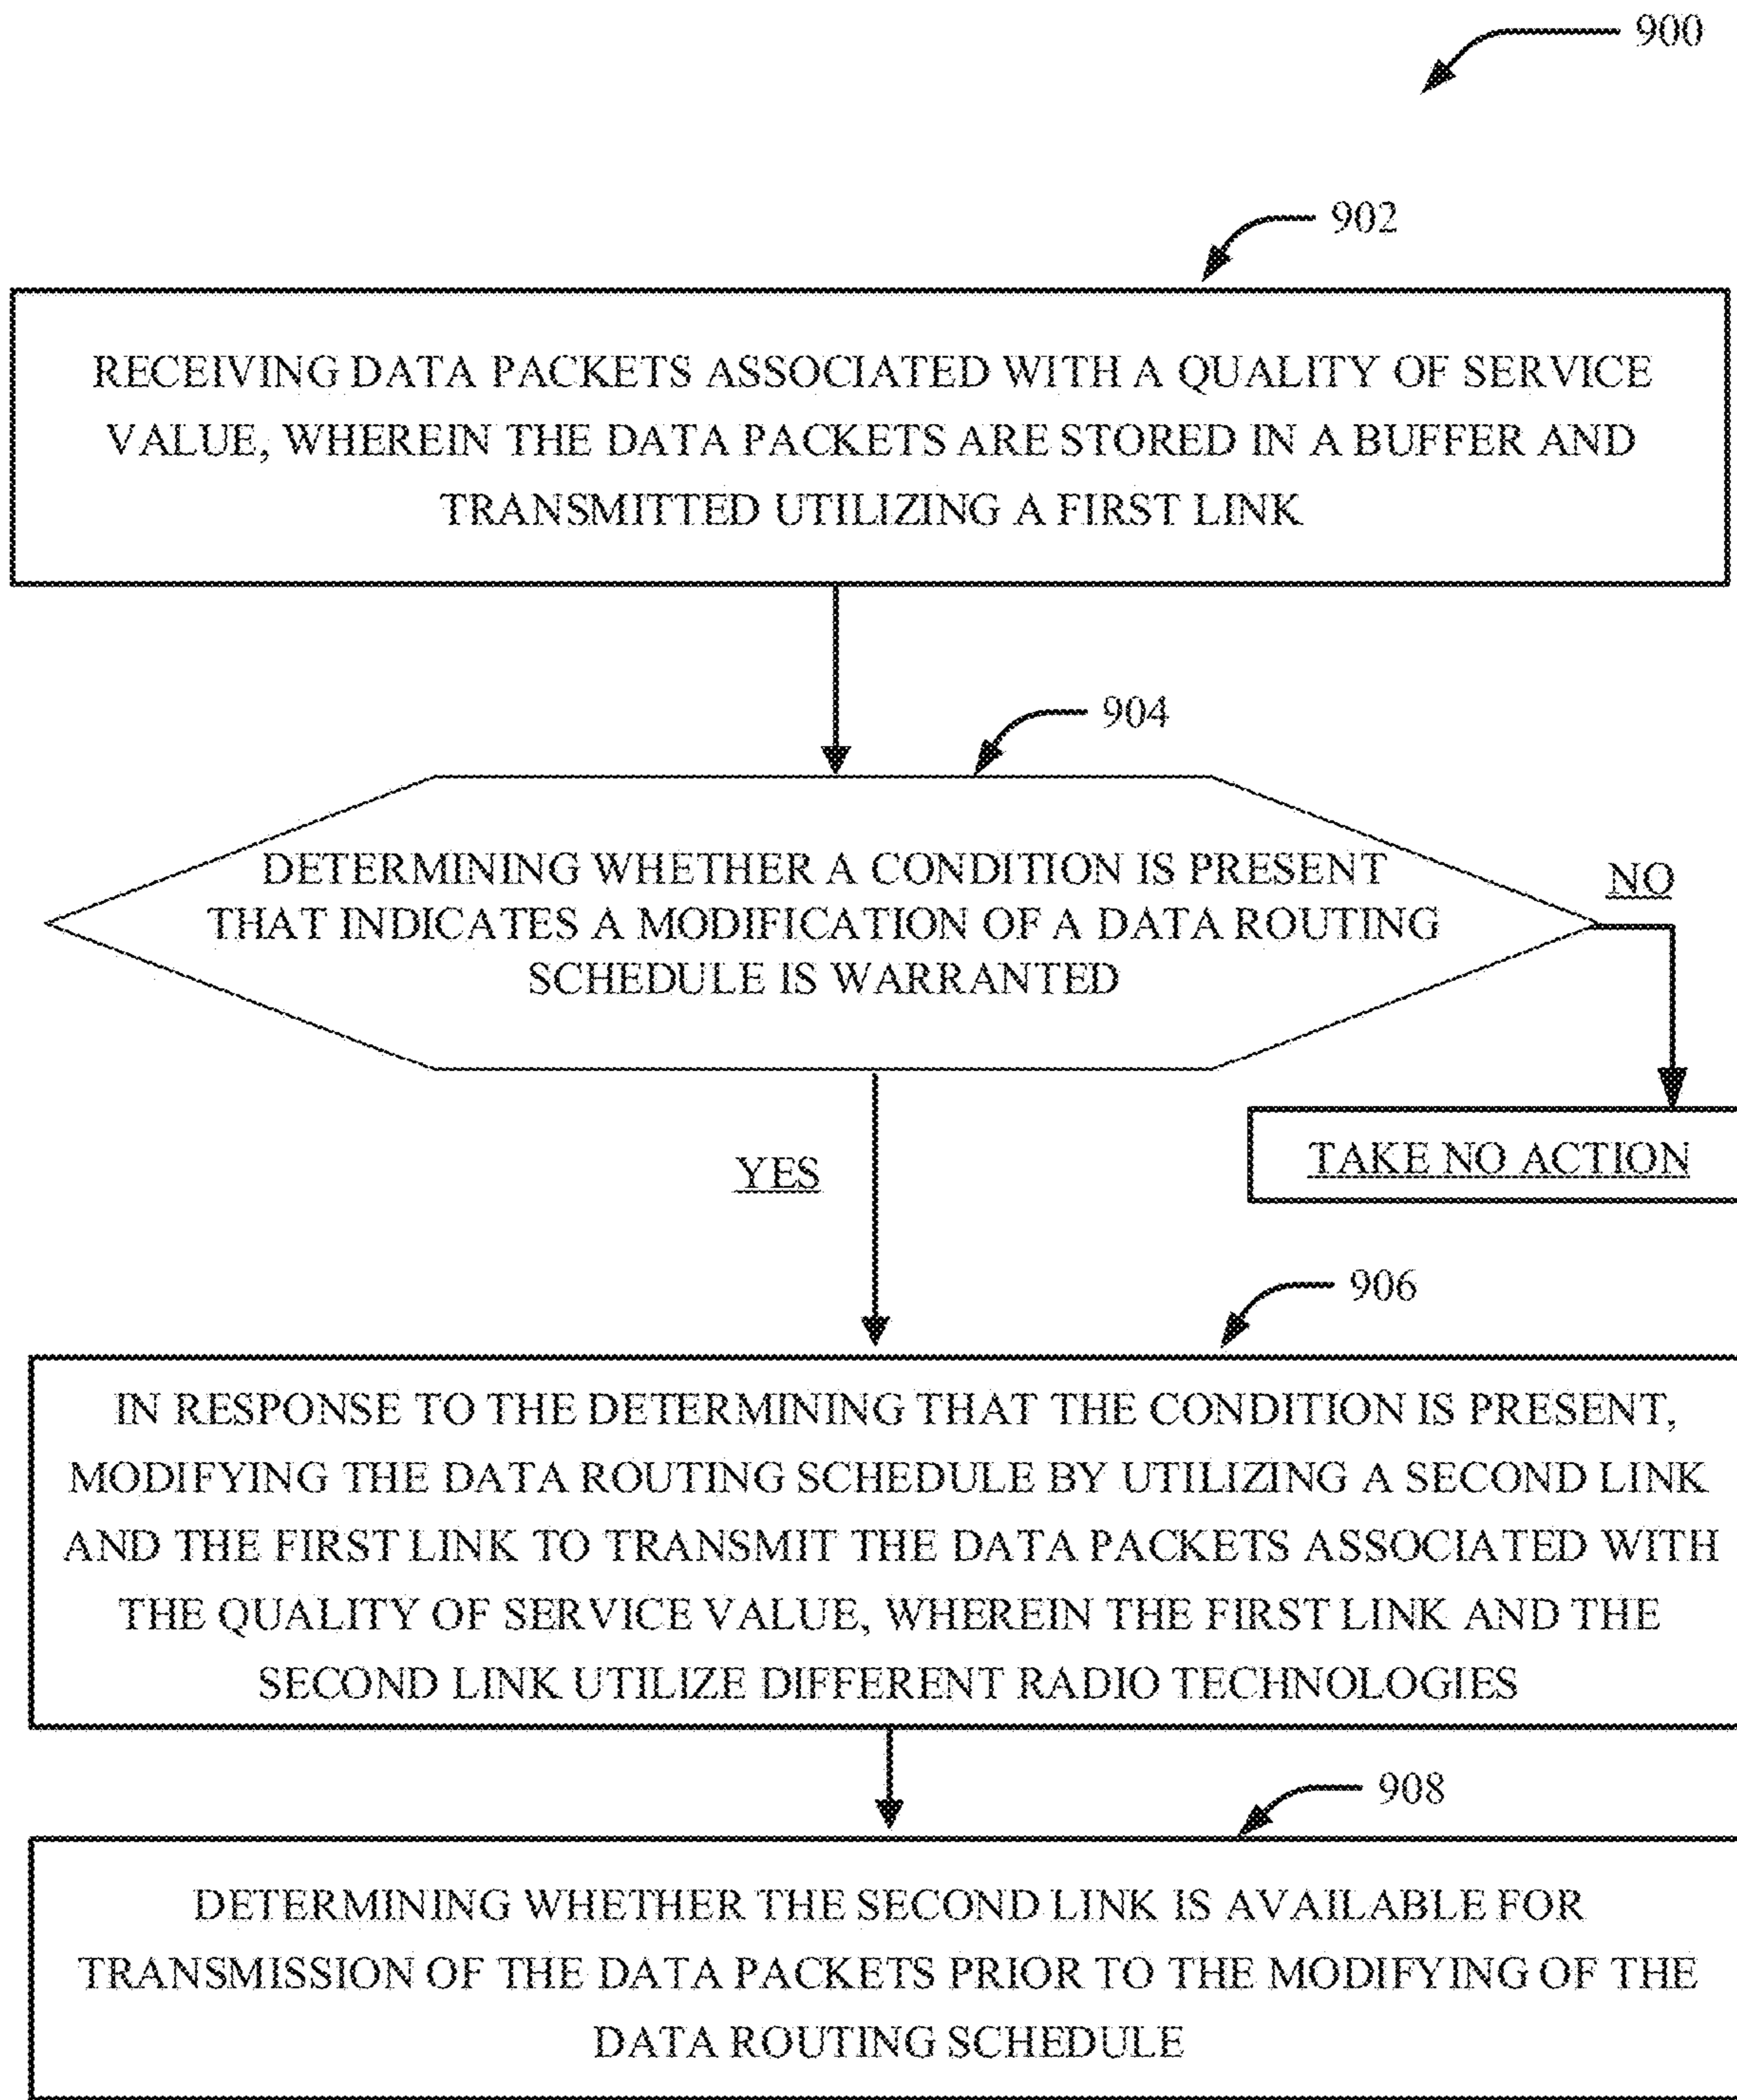 900
902
RECEIVING DATA PACKETS ASSOCIATED WITH A QUALITY OF SERVICE
VALUE, WHEREIN THE DATA PACKETS ARE STORED IN A BUFFER AND
TRANSMITTED UTILIZING A FIRST LINK
904
DETERMINING WHETHER A CONDITION IS PRESENT
THAT INDICATES A MODIFICATION OF A DATA ROUTING
SCHEDULE IS WARRANTED
NO
TAKE NO ACTION
YES
906
IN RESPONSE TO THE DETERMINING THAT THE CONDITION IS PRESENT,
MODIFYING THE DATA ROUTING SCHEDULE BY UTILIZING A SECOND LINK
AND THE FIRST LINK TO TRANSMIT THE DATA PACKETS ASSOCIATED WITH
THE QUALITY OF SERVICE VALUE, WHEREIN THE FIRST LINK AND THE
SECOND LINK UTILIZE DIFFERENT RADIO TECHNOLOGIES
908
DETERMINING WHETHER THE SECOND LINK IS AVAILABLE FOR
TRANSMISSION OF THE DATA PACKETS PRIOR TO THE MODIFYING OF THE
DATA ROUTING SCHEDULE